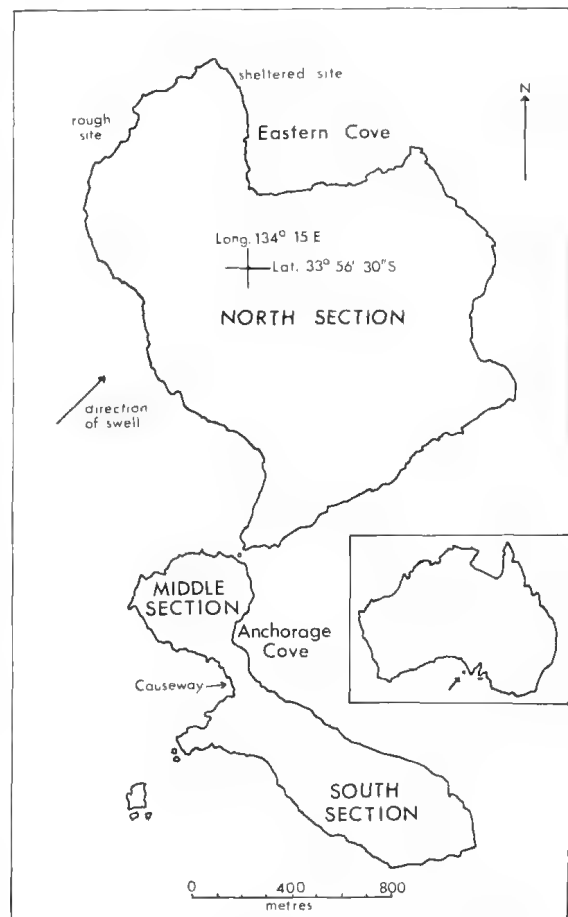 sheltered site
N
rough
site
Eastern Cove
Long. 134° 15 E
Lat. 33° 56' 30"S
NORTH SECTION
direction
of swell
MIDDLE
SECTION
Anchorage
Cove
Causeway
SOUTH
SECTION
0 400 800
metres